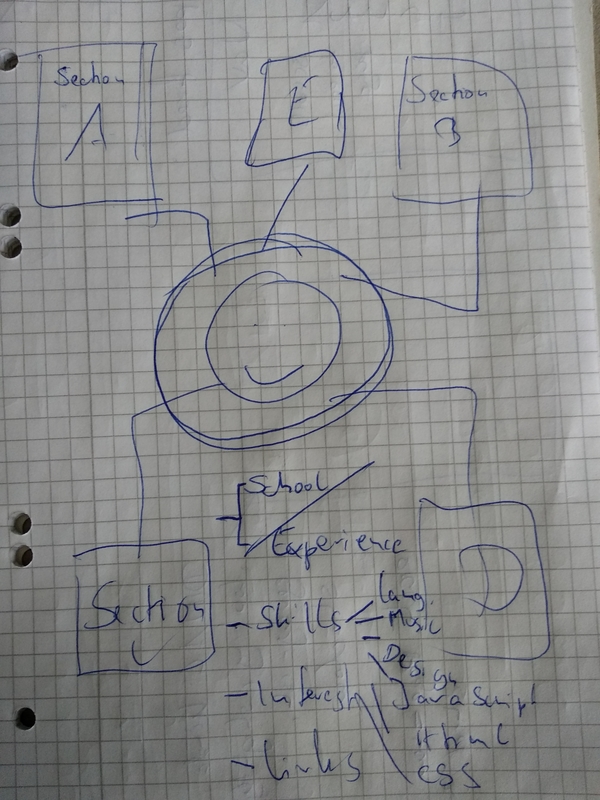 Section
A
E
Section
B
School
Experience
Section
C
D
- Skills
Lang.
Music
Design
- Interests
JavaScript
Html
CSS
- Links